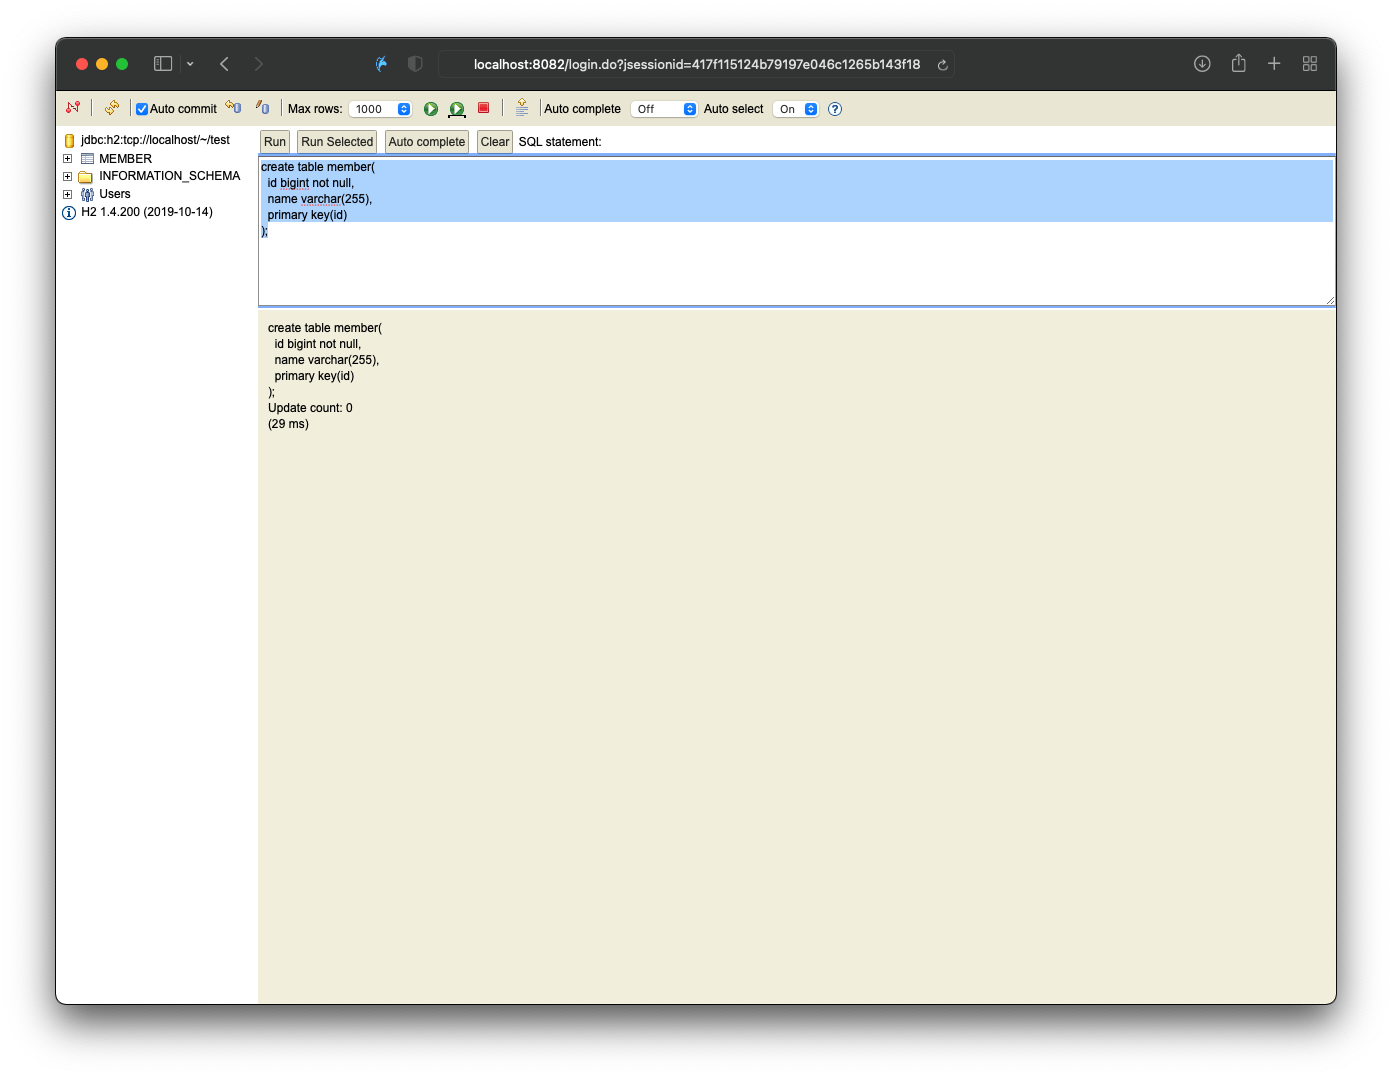 localhost:8082/login.do?jsessionid=417f115124b79197e046c1265b143f18
Auto commit Max rows: 1000 Auto complete Off Auto select On
jdbc:h2:tcp://localhost/~/test
MEMBER
INFORMATION_SCHEMA
Users
H2 1.4.200 (2019-10-14)
Run Run Selected Auto complete Clear SQL statement:
create table member(
id bigint not null,
name varchar(255),
primary key(id)
);
create table member(
id bigint not null,
name varchar(255),
primary key(id)
);
Update count: 0
(29 ms)